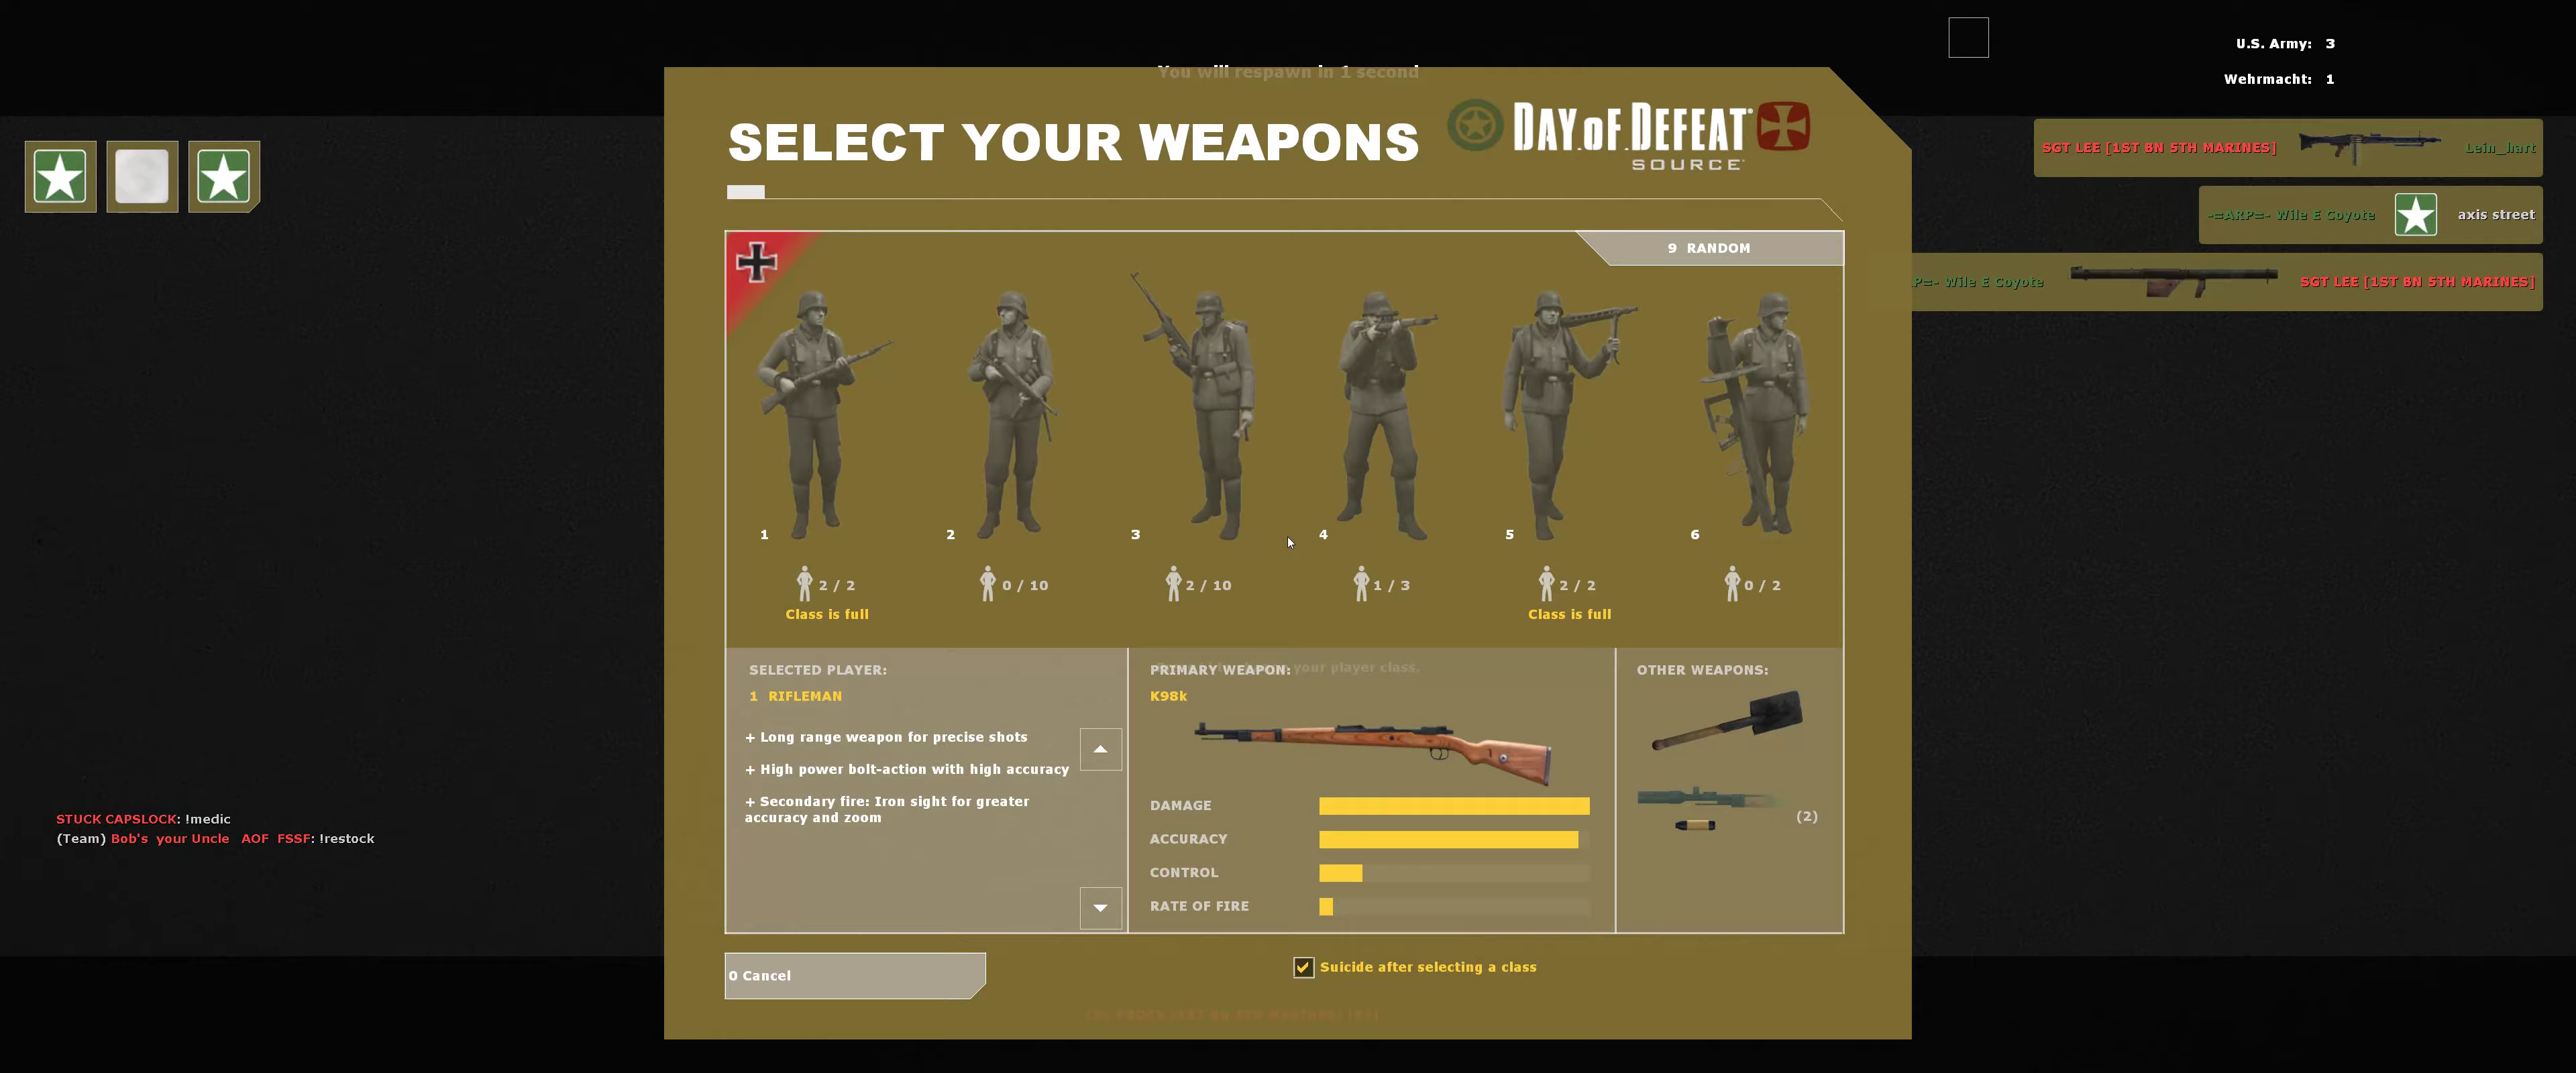 You will respawn in 1 second
U.S. Army: 3
Wehrmacht: 1
SELECT YOUR WEAPONS
DAY of DEFEAT
SOURCE
SGT LEE [1ST BN 5TH MARINES] Lein_hart
-=ARP=- Wile E Coyote axis street
P=- Wile E Coyote SGT LEE [1ST BN 5TH MARINES]
9 RANDOM
1 2 3 4 5 6
2 / 2 0 / 10 2 / 10 1 / 3 2 / 2 0 / 2
Class is full Class is full
SELECTED PLAYER:
1 RIFLEMAN
+ Long range weapon for precise shots
+ High power bolt-action with high accuracy
+ Secondary fire: Iron sight for greater
accuracy and zoom
PRIMARY WEAPON: your player class.
K98k
DAMAGE
ACCURACY
CONTROL
RATE OF FIRE
OTHER WEAPONS:
(2)
STUCK CAPSLOCK: !medic
(Team) Bob's your Uncle AOF FSSF: !restock
0 Cancel
Suicide after selecting a class